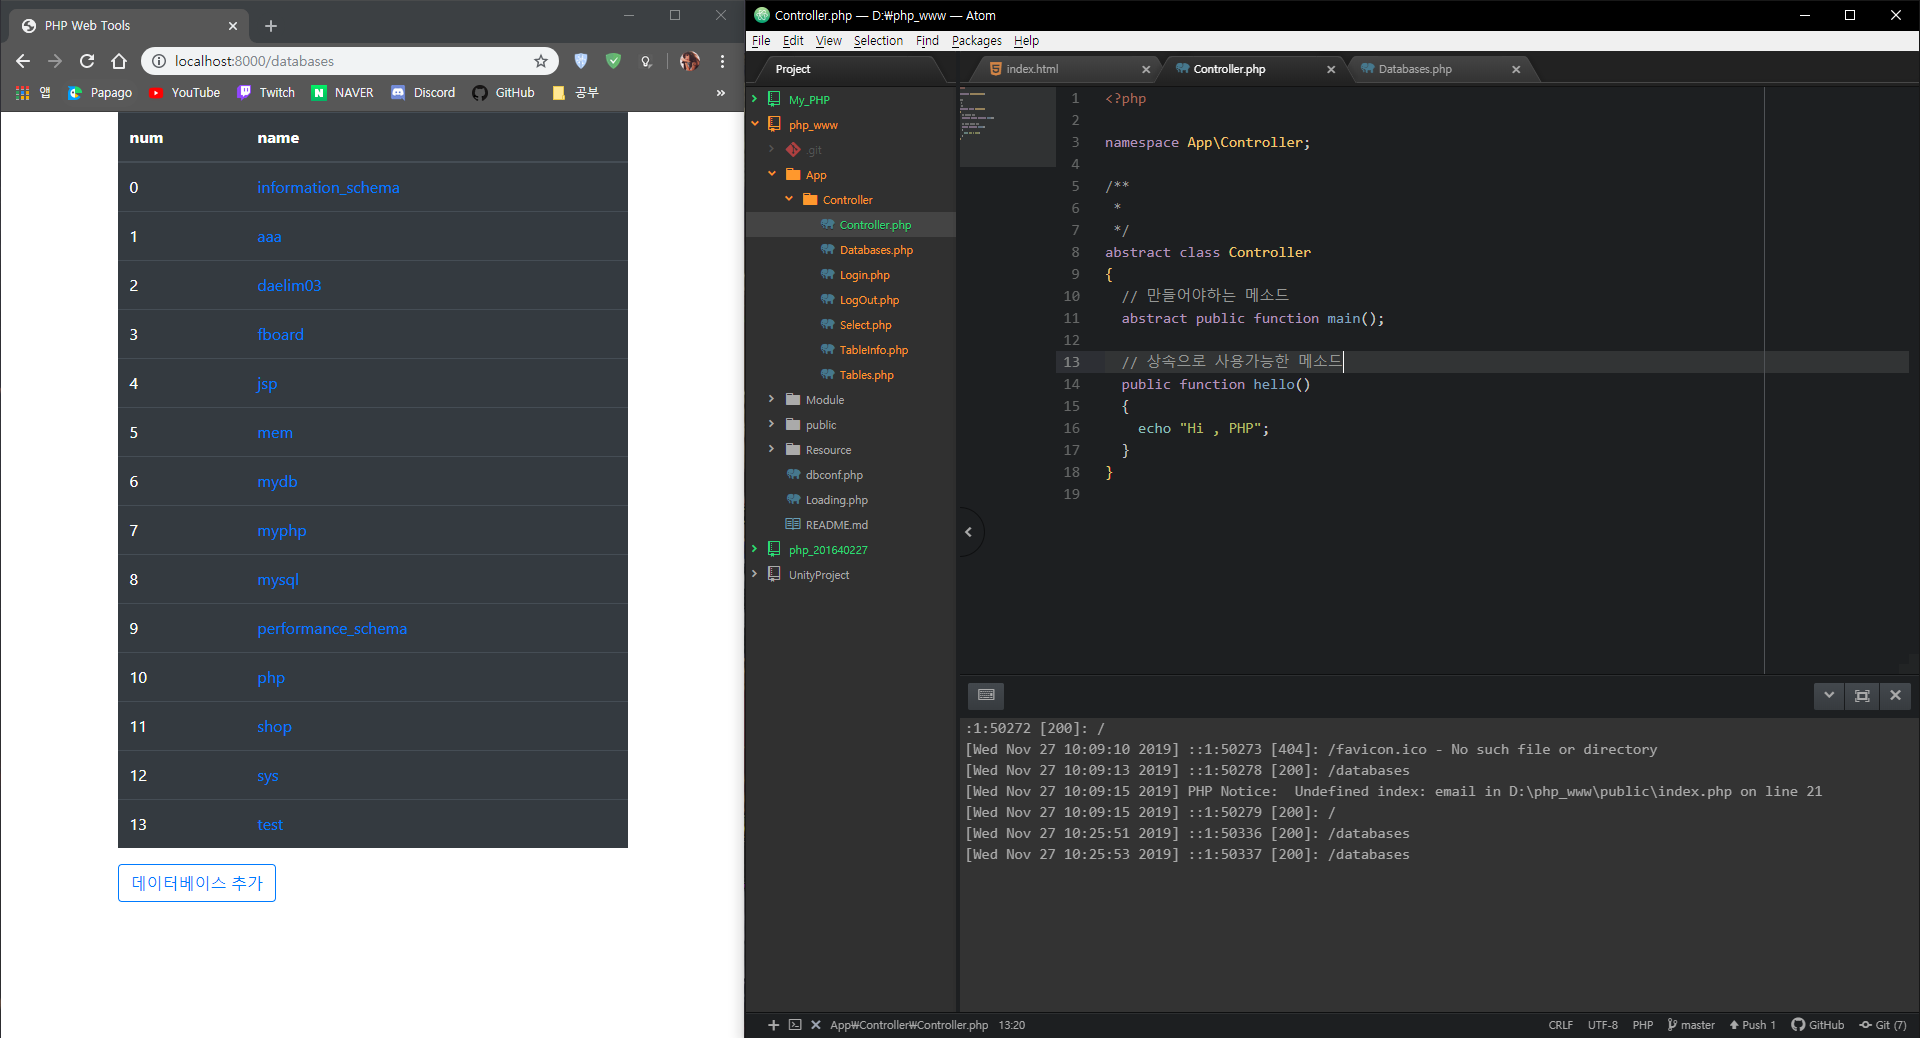 PHP Web Tools
localhost:8000/databases
앱 Papago YouTube Twitch NAVER Discord GitHub 공부 »
num name
0 information_schema
1 aaa
2 daelim03
3 fboard
4 jsp
5 mem
6 mydb
7 myphp
8 mysql
9 performance_schema
10 php
11 shop
12 sys
13 test
데이터베이스 추가
Controller.php — D:₩php_www — Atom
File Edit View Selection Find Packages Help
Project
My_PHP
php_www
.git
App
Controller
Controller.php
Databases.php
Login.php
LogOut.php
Select.php
TableInfo.php
Tables.php
Module
public
Resource
dbconf.php
Loading.php
README.md
php_201640227
UnityProject
index.html Controller.php Databases.php
1 <?php
2
3 namespace App\Controller;
4
5 /**
6 *
7 */
8 abstract class Controller
9 {
10 // 만들어야하는 메소드
11 abstract public function main();
12
13 // 상속으로 사용가능한 메소드
14 public function hello()
15 {
16 echo "Hi , PHP";
17 }
18 }
19
:1:50272 [200]: /
[Wed Nov 27 10:09:10 2019] ::1:50273 [404]: /favicon.ico - No such file or directory
[Wed Nov 27 10:09:13 2019] ::1:50278 [200]: /databases
[Wed Nov 27 10:09:15 2019] PHP Notice:  Undefined index: email in D:\php_www\public\index.php on line 21
[Wed Nov 27 10:09:15 2019] ::1:50279 [200]: /
[Wed Nov 27 10:25:51 2019] ::1:50336 [200]: /databases
[Wed Nov 27 10:25:53 2019] ::1:50337 [200]: /databases
App₩Controller₩Controller.php 13:20 CRLF UTF-8 PHP master Push 1 GitHub Git (7)